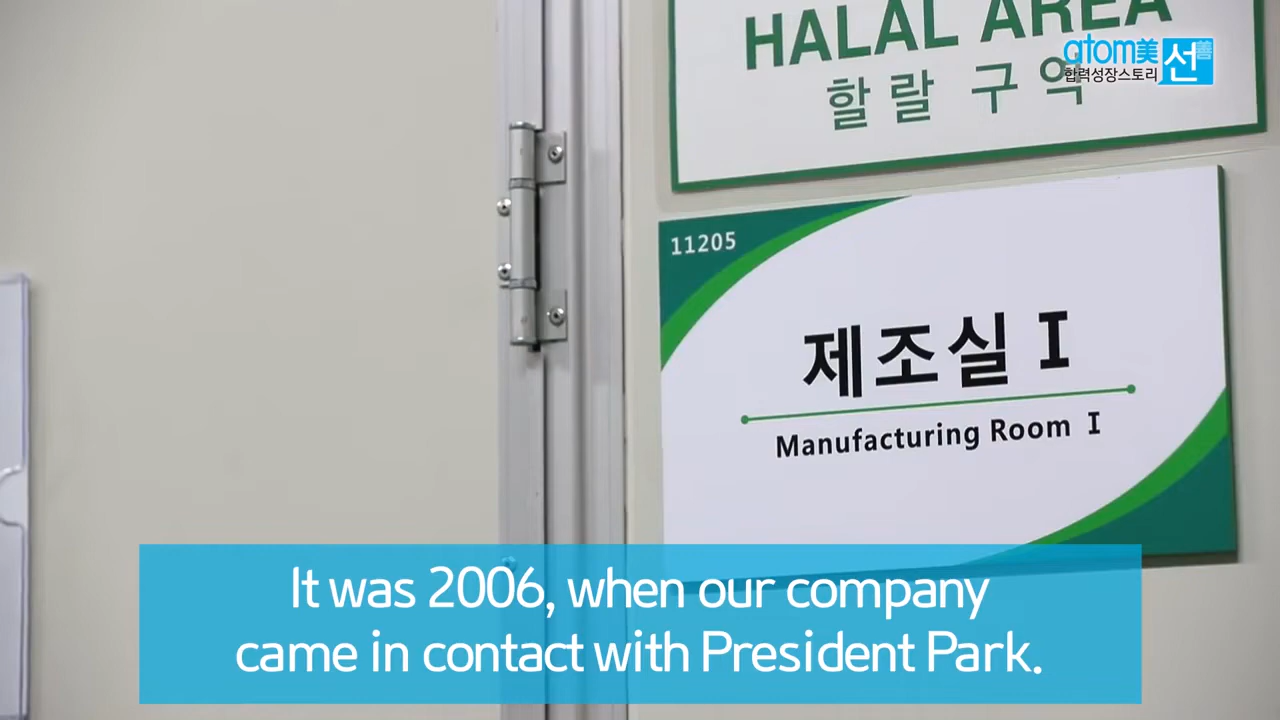 HALAL AREA
할랄 구역
atom美
합력성장스토리
선善
11205
제조실 I
Manufacturing Room I
It was 2006, when our company
came in contact with President Park.